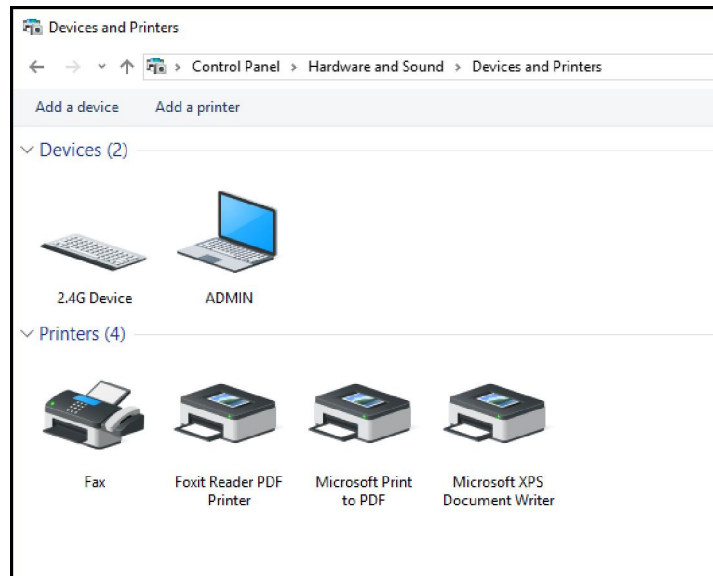 Devices and Printers
Control Panel > Hardware and Sound > Devices and Printers
Add a device Add a printer
Devices (2)
2.4G Device ADMIN
Printers (4)
Fax Foxit Reader PDF Microsoft Print Microsoft XPS
Printer to PDF Document Writer